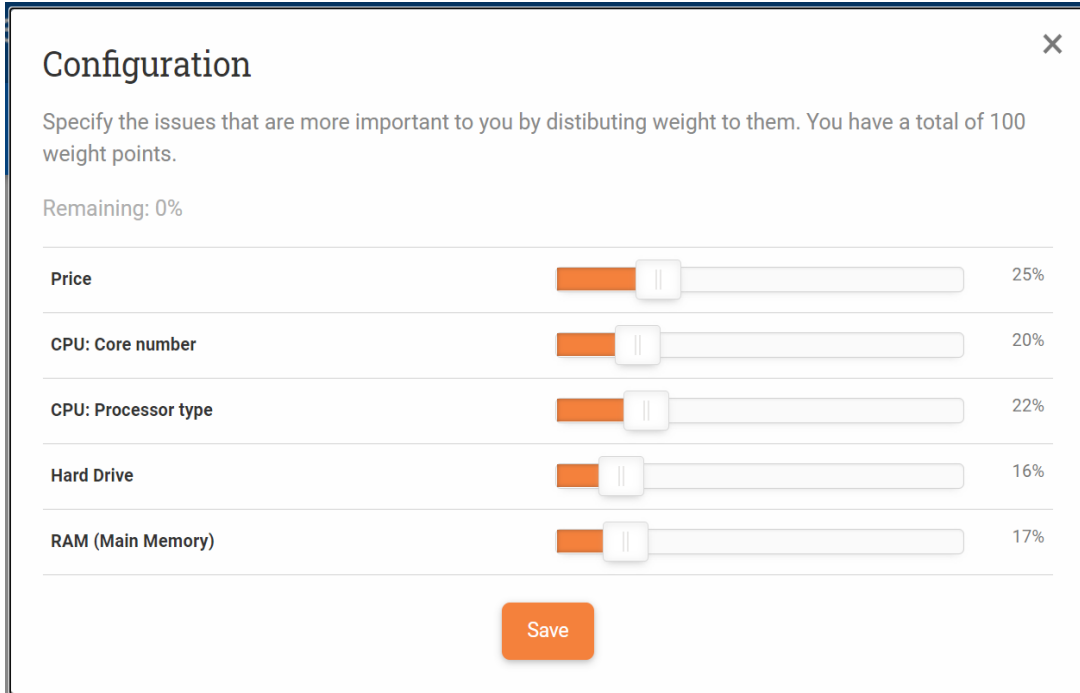 Configuration
Specify the issues that are more important to you by distibuting weight to them. You have a total of 100
weight points.
Remaining: 0%
Price 25%
CPU: Core number 20%
CPU: Processor type 22%
Hard Drive 16%
RAM (Main Memory) 17%
Save